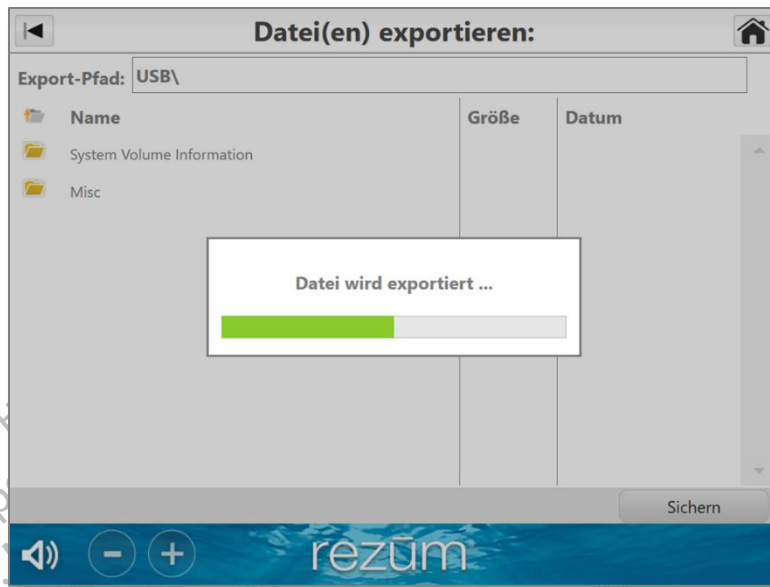 Datei(en) exportieren:
Export-Pfad: USB\
Name Größe Datum
System Volume Information
Misc
Datei wird exportiert ...
Sichern
rezūm